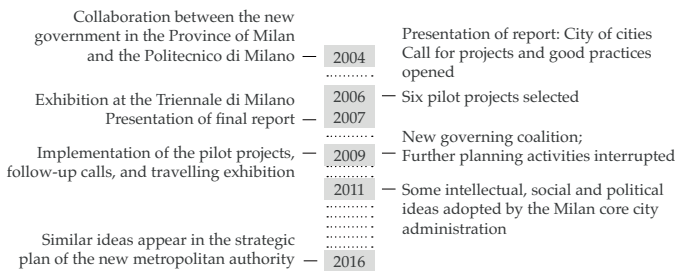 Collaboration between the new
government in the Province of Milan
and the Politecnico di Milano — 2004
Presentation of report: City of cities
Call for projects and good practices
opened
Exhibition at the Triennale di Milano
2006 — Six pilot projects selected
Presentation of final report — 2007
Implementation of the pilot projects, — 2009
follow-up calls, and travelling exhibition
New governing coalition;
— Further planning activities interrupted
2011 — Some intellectual, social and political
ideas adopted by the Milan core city
administration
Similar ideas appear in the strategic
plan of the new metropolitan authority — 2016